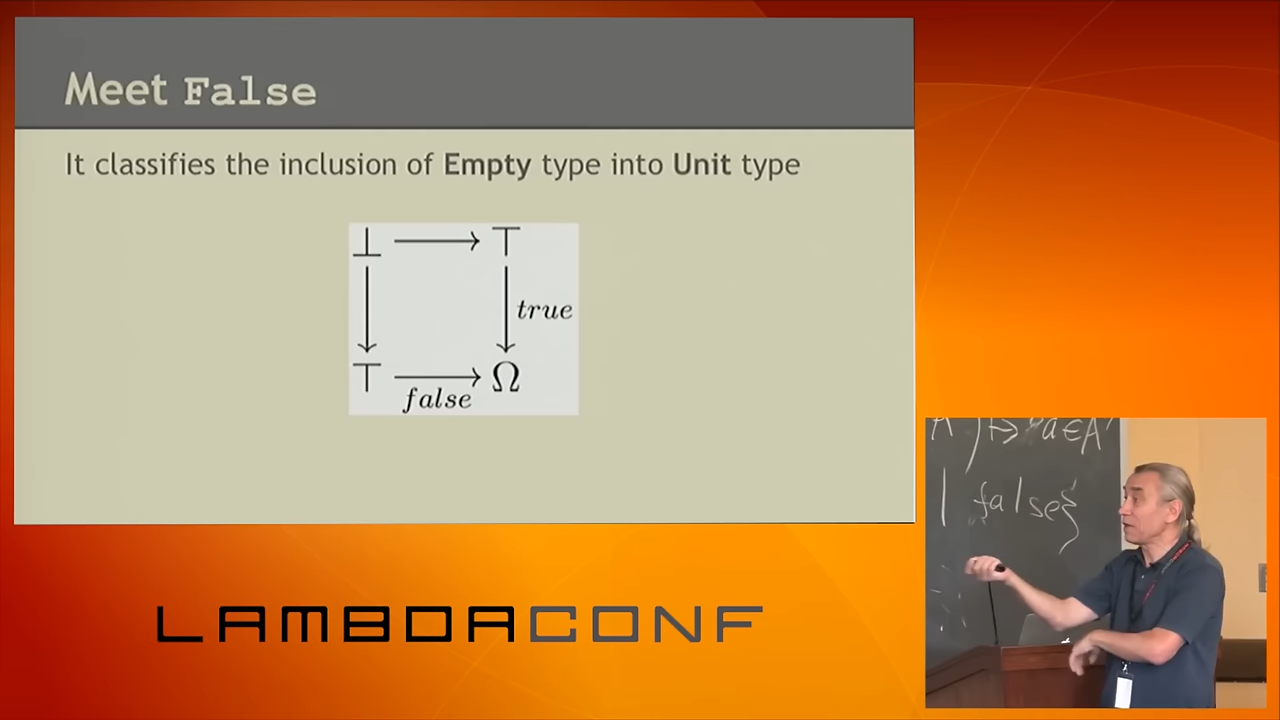 Meet False
It classifies the inclusion of Empty type into Unit type
⊥ ⟶ ⊤
true
⊤ ⟶ Ω
false
a∈A
| false}
LAMBDACONF